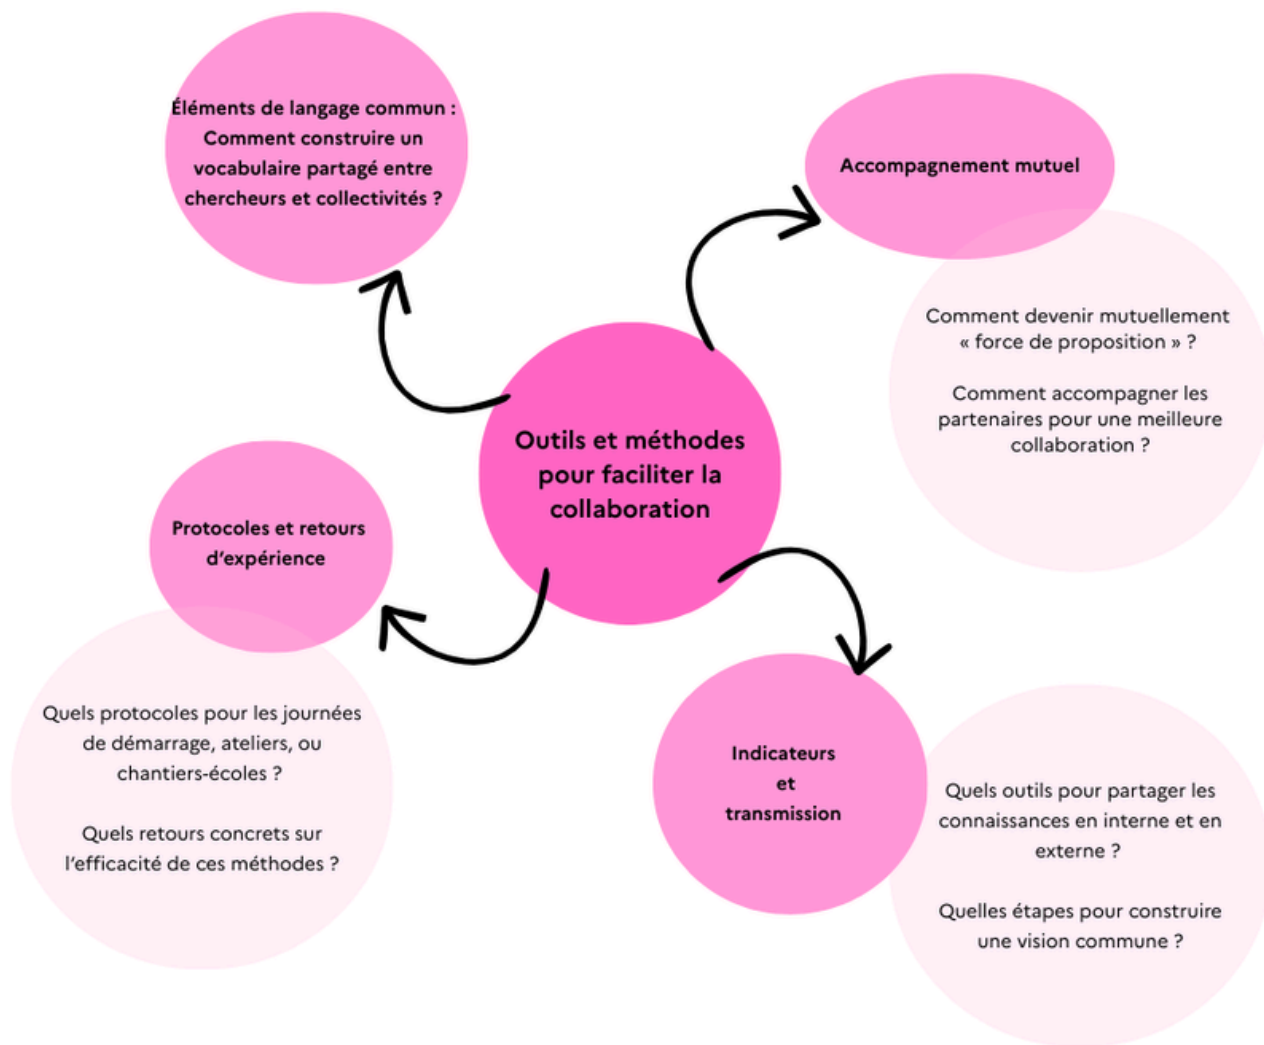 Éléments de langage commun :
Comment construire un
vocabulaire partagé entre
chercheurs et collectivités ?
Accompagnement mutuel
Comment devenir mutuellement
« force de proposition » ?
Comment accompagner les
partenaires pour une meilleure
collaboration ?
Outils et méthodes
pour faciliter la
collaboration
Protocoles et retours
d’expérience
Quels protocoles pour les journées
de démarrage, ateliers, ou
chantiers-écoles ?
Quels retours concrets sur
l’efficacité de ces méthodes ?
Indicateurs
et
transmission
Quels outils pour partager les
connaissances en interne et en
externe ?
Quelles étapes pour construire
une vision commune ?